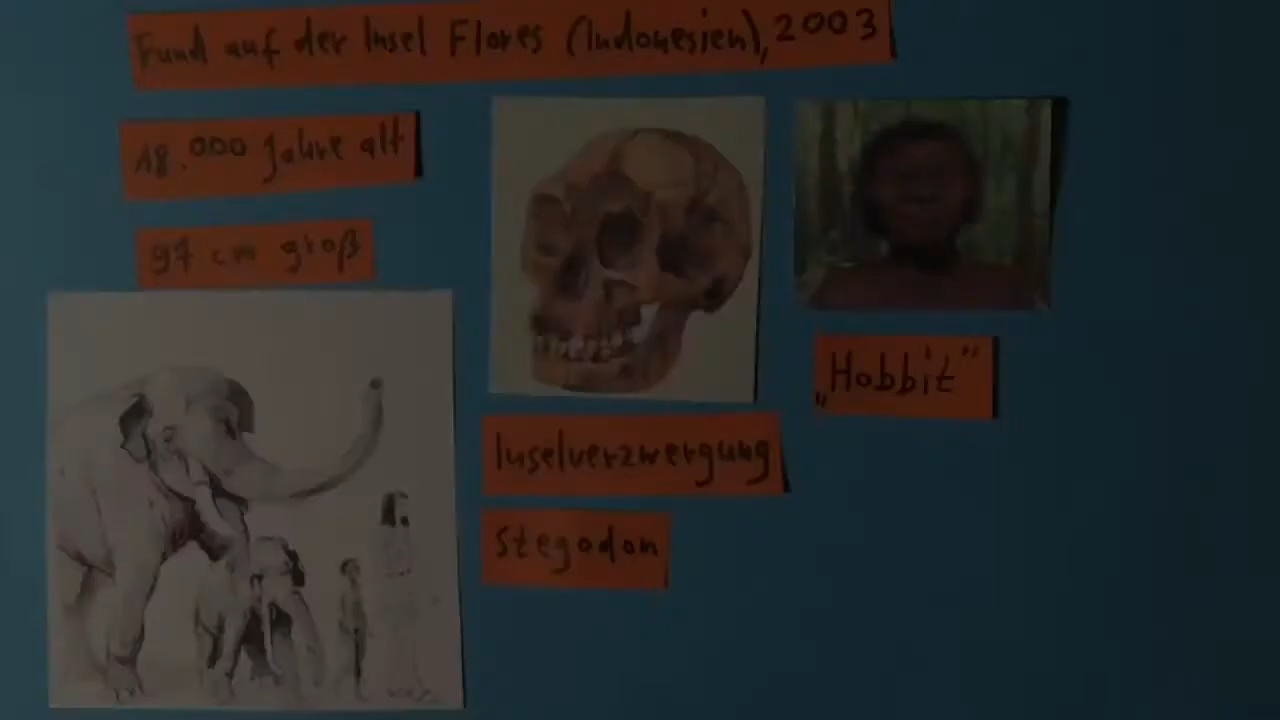 Fund auf der Insel Flores (Indonesien), 2003
18.000 Jahre alt
97 cm groß
„Hobbit“
Inselverzwergung
Stegodon